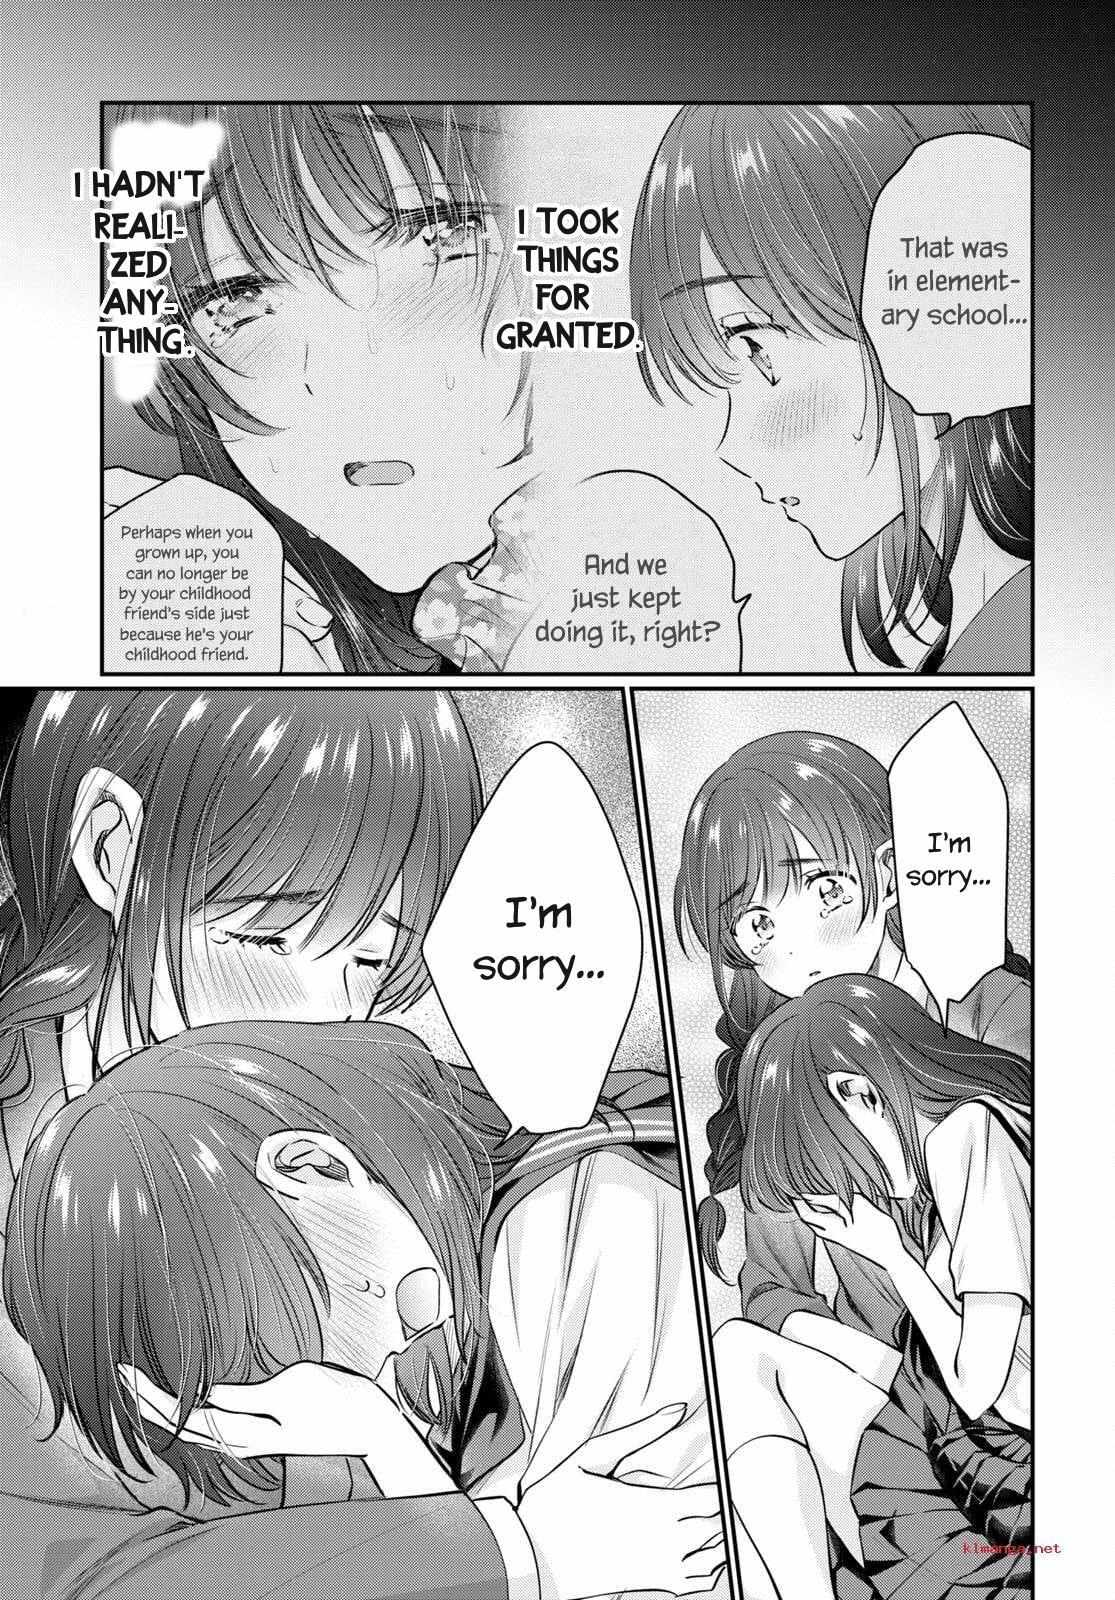 That was
in element-
ary school...
I TOOK
THINGS
FOR
GRANTED.
And we
just kept
doing it, right?
I HADN'T
REALI-
ZED
ANY-
THING.
Perhaps when you
grown up, you
can no longer be
by your childhood
friend's side just
because he's your
childhood friend.
I'm
sorry...
I'm
sorry...
klmanga.net